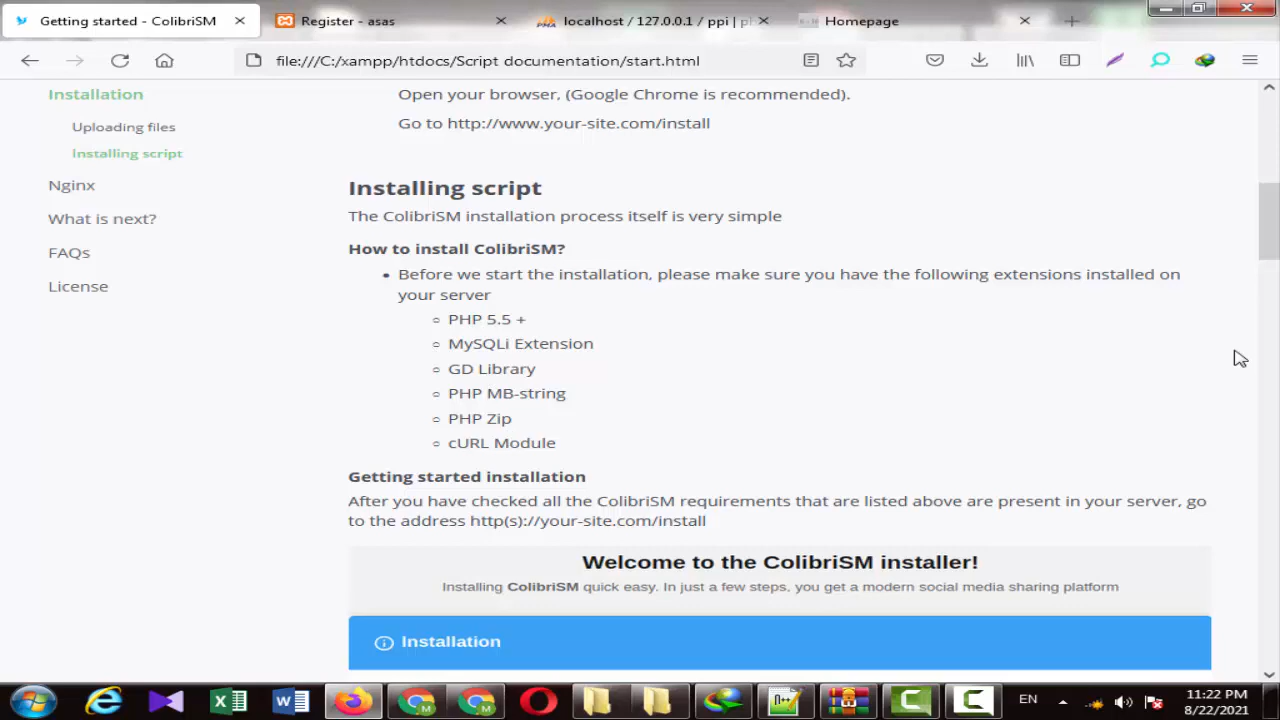 Getting started - ColibriSM
Register - asas
PMA
localhost / 127.0.0.1 / ppi | p
Homepage
file:///C:/xampp/htdocs/Script documentation/start.html
Installation
Uploading files
Installing script
Nginx
What is next?
FAQs
License
Open your browser, (Google Chrome is recommended).
Go to http://www.your-site.com/install
Installing script
The ColibriSM installation process itself is very simple
How to install ColibriSM?
• Before we start the installation, please make sure you have the following extensions installed on
your server
○ PHP 5.5 +
○ MySQLi Extension
○ GD Library
○ PHP MB-string
○ PHP Zip
○ cURL Module
Getting started installation
After you have checked all the ColibriSM requirements that are listed above are present in your server, go
to the address http(s)://your-site.com/install
Welcome to the ColibriSM installer!
Installing ColibriSM quick easy. In just a few steps, you get a modern social media sharing platform
Installation
EN
11:22 PM
8/22/2021